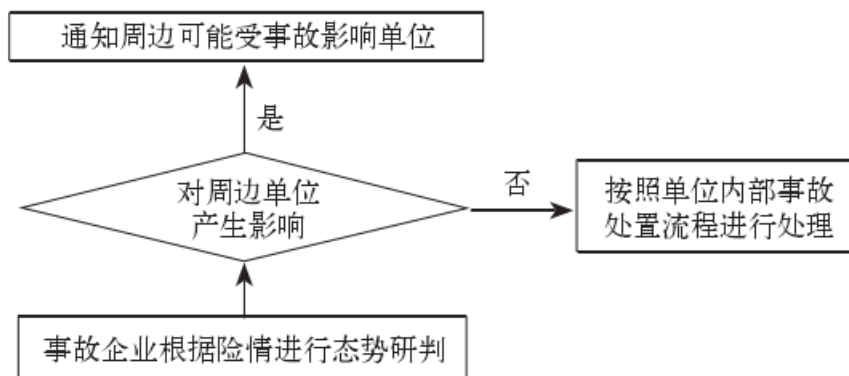 通知周边可能受事故影响单位
是
对周边单位
产生影响
否
按照单位内部事故
处置流程进行处理
事故企业根据险情进行态势研判